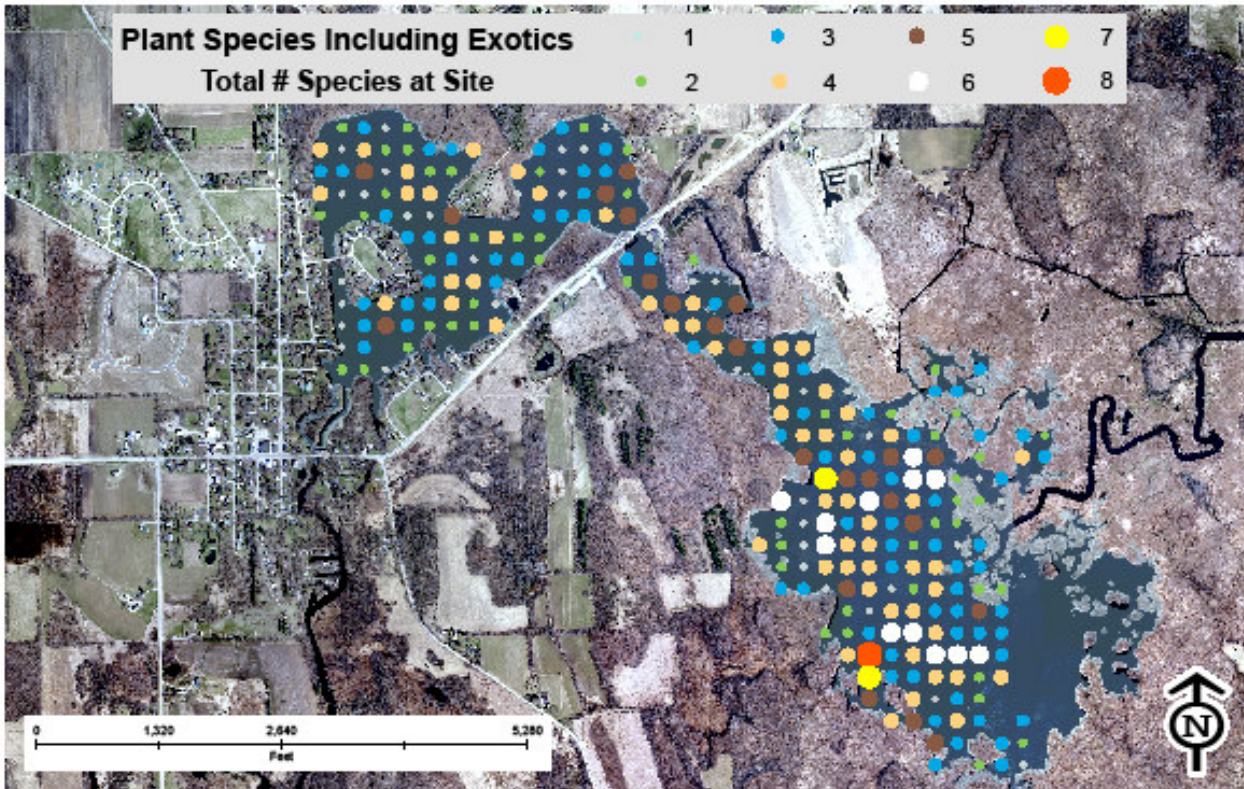 Plant Species Including Exotics
Total # Species at Site
1 3 5 7
2 4 6 8
0 1,320 2,640 5,280
Feet
N